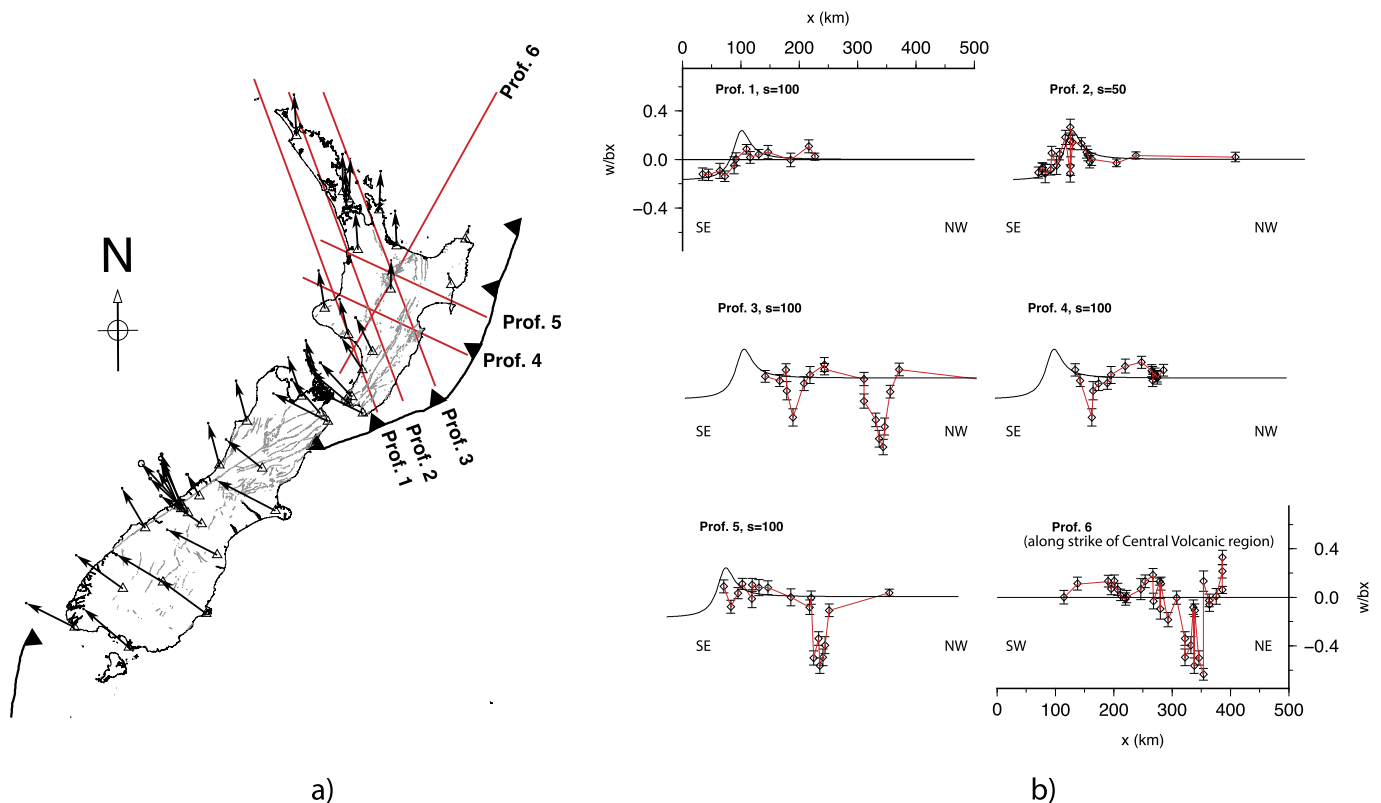 N
Prof. 6
Prof. 5
Prof. 4
Prof. 3
Prof. 2
Prof. 1
a)
x (km)
0 100 200 300 400 500
w/bx
0.4
0.0
−0.4
Prof. 1, s=100
SE NW
Prof. 2, s=50
SE NW
Prof. 3, s=100
SE NW
Prof. 4, s=100
SE NW
Prof. 5, s=100
SE NW
Prof. 6
(along strike of Central Volcanic region)
SW NE
0.4
0.0
−0.4
w/bx
0 100 200 300 400 500
x (km)
b)